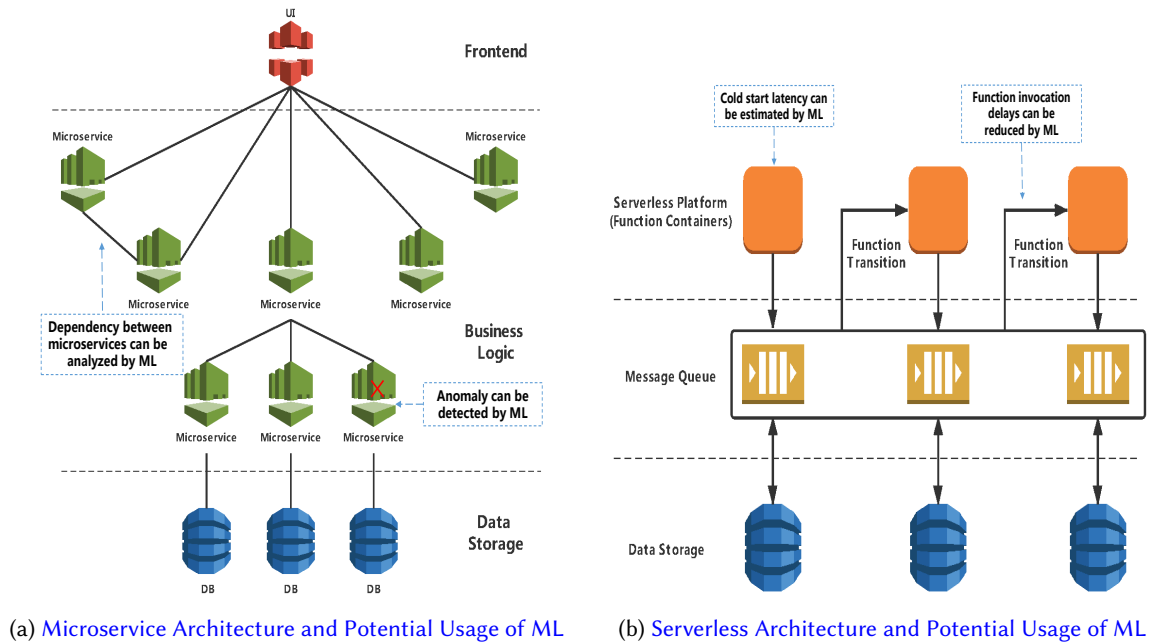 UI
Frontend
Microservice
Microservice
Microservice
Microservice
Microservice
Dependency between
microservices can be
analyzed by ML
Business
Logic
Anomaly can be
detected by ML
Microservice
Microservice
Microservice
Data
Storage
DB
DB
DB
(a) Microservice Architecture and Potential Usage of ML
Cold start latency can
be estimated by ML
Function invocation
delays can be
reduced by ML
Serverless Platform
(Function Containers)
Function
Transition
Function
Transition
Message Queue
Data Storage
(b) Serverless Architecture and Potential Usage of ML